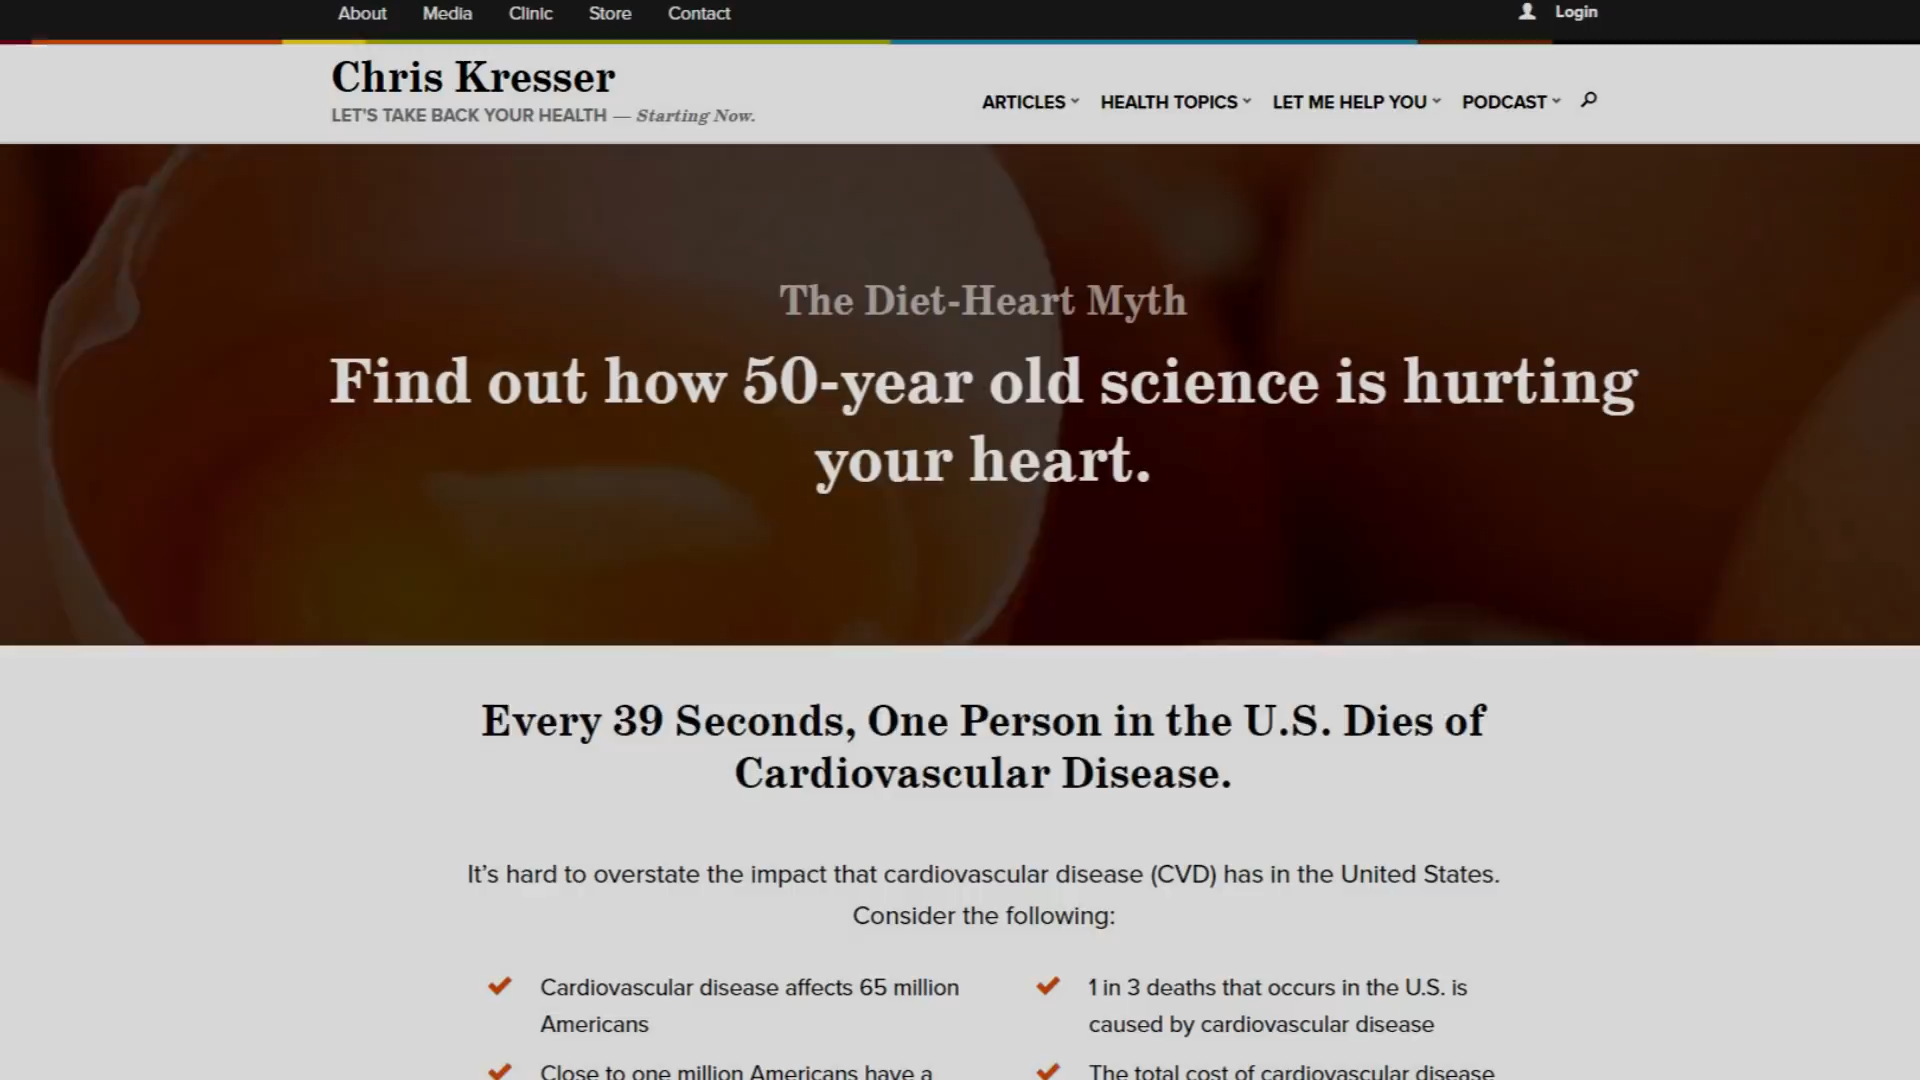 About Media Clinic Store Contact Login
Chris Kresser
LET'S TAKE BACK YOUR HEALTH — Starting Now.
ARTICLES HEALTH TOPICS LET ME HELP YOU PODCAST
The Diet-Heart Myth
Find out how 50-year old science is hurting
your heart.
Every 39 Seconds, One Person in the U.S. Dies of
Cardiovascular Disease.
It's hard to overstate the impact that cardiovascular disease (CVD) has in the United States.
Consider the following:
Cardiovascular disease affects 65 million
Americans
1 in 3 deaths that occurs in the U.S. is
caused by cardiovascular disease
Close to one million Americans have a
The total cost of cardiovascular disease